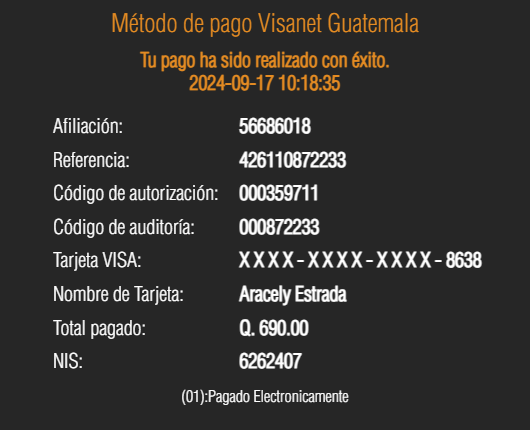 Método de pago Visanet Guatemala
Tu pago ha sido realizado con éxito.
2024-09-17 10:18:35
Afiliación: 56686018
Referencia: 426110872233
Código de autorización: 000359711
Código de auditoría: 000872233
Tarjeta VISA: XXXX-XXXX-XXXX-8638
Nombre de Tarjeta: Aracely Estrada
Total pagado: Q. 690.00
NIS: 6262407
(01):Pagado Electronicamente